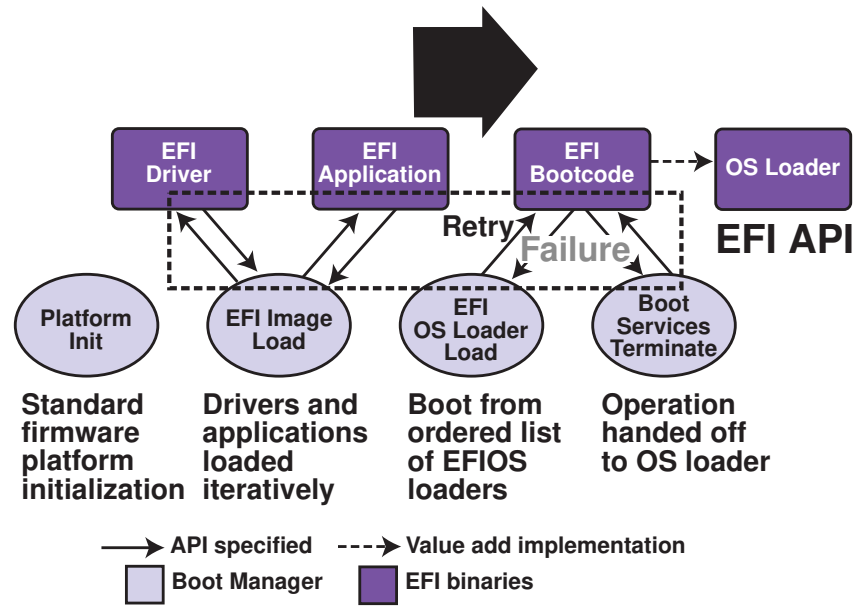 EFI
Driver
EFI
Application
EFI
Bootcode
OS Loader
EFI API
Retry
Failure
Platform
Init
EFI Image
Load
EFI
OS Loader
Load
Boot
Services
Terminate
Standard
firmware
platform
initialization
Drivers and
applications
loaded
iteratively
Boot from
ordered list
of EFIOS
loaders
Operation
handed off
to OS loader
API specified
Value add implementation
Boot Manager
EFI binaries